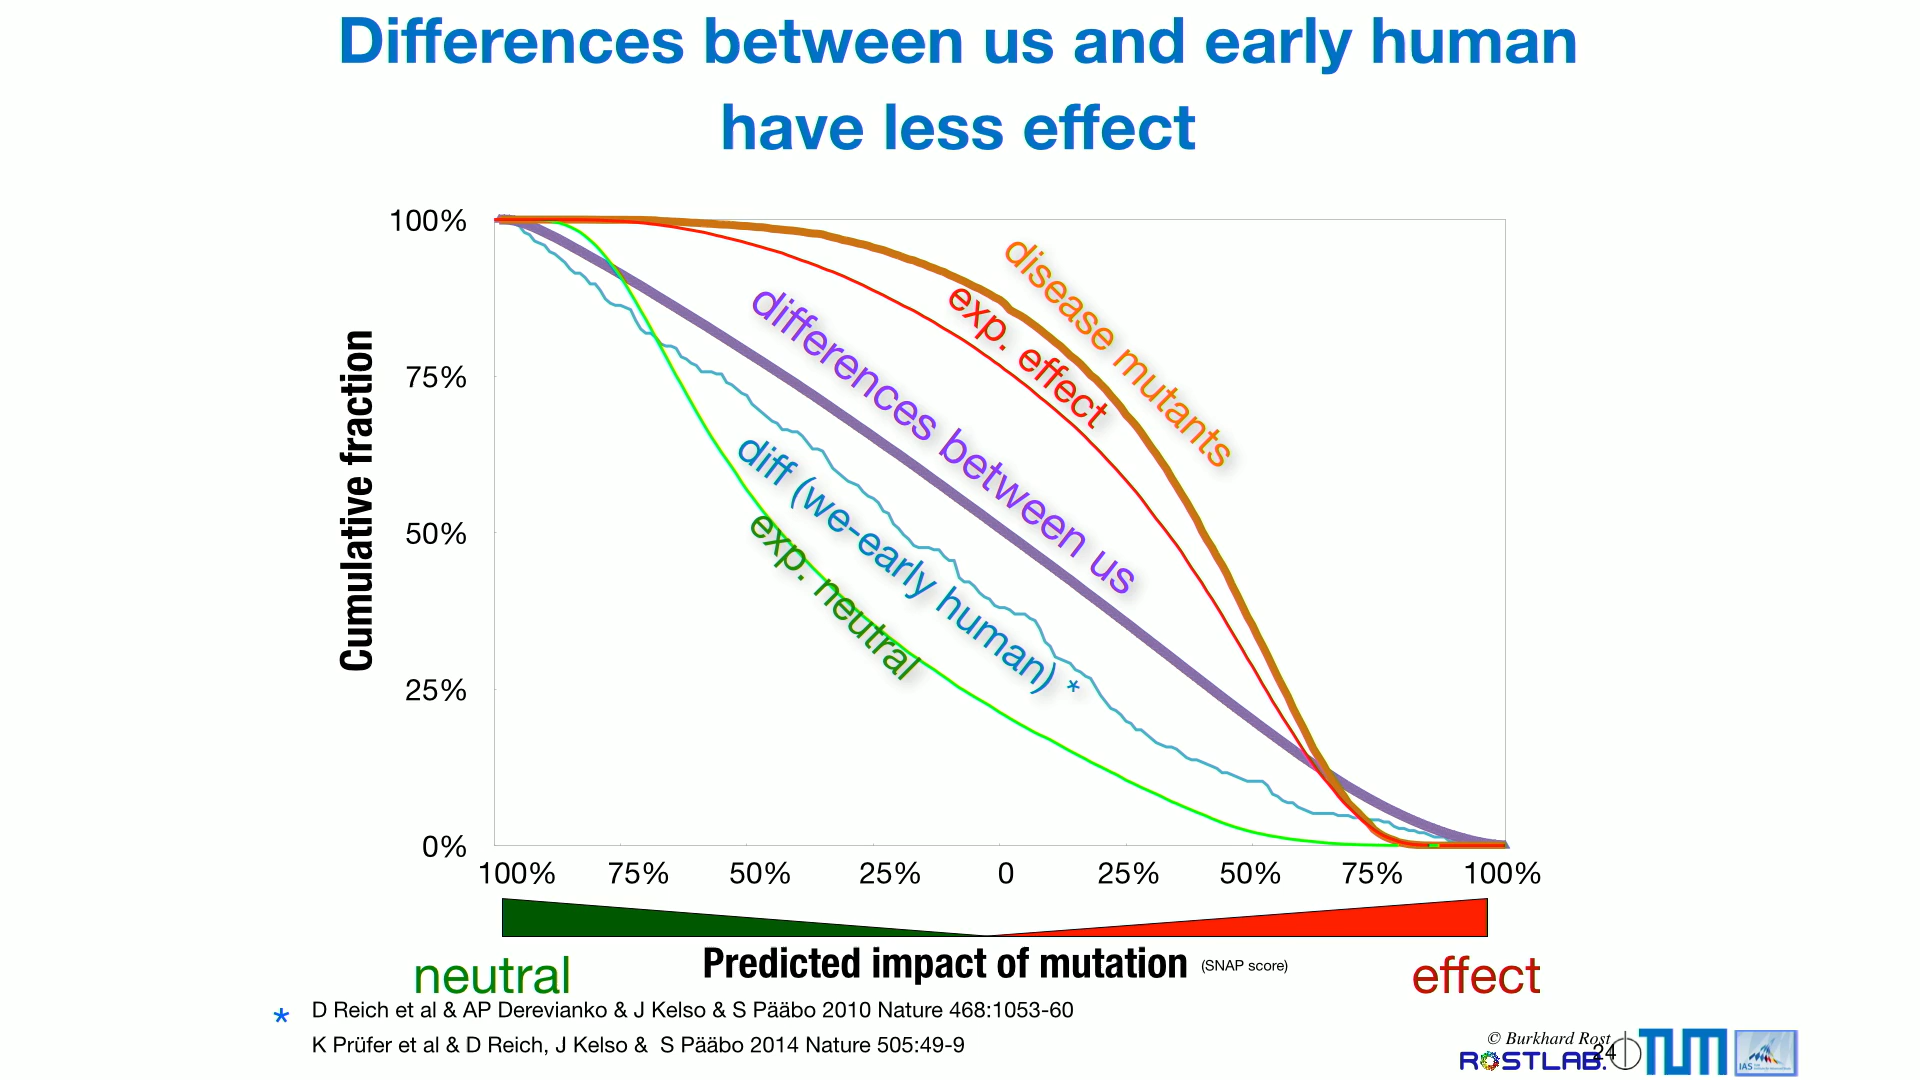 Differences between us and early human
have less effect
Cumulative fraction
100%
75%
50%
25%
0%
disease mutants
exp. effect
differences between us
diff (we-early human) *
exp. neutral
100% 75% 50% 25% 0 25% 50% 75% 100%
Predicted impact of mutation (SNAP score)
neutral
effect
* D Reich et al & AP Derevianko & J Kelso & S Pääbo 2010 Nature 468:1053-60
K Prüfer et al & D Reich, J Kelso & S Pääbo 2014 Nature 505:49-9
© Burkhard Rost
ROSTLAB.
24
TUM
IAS